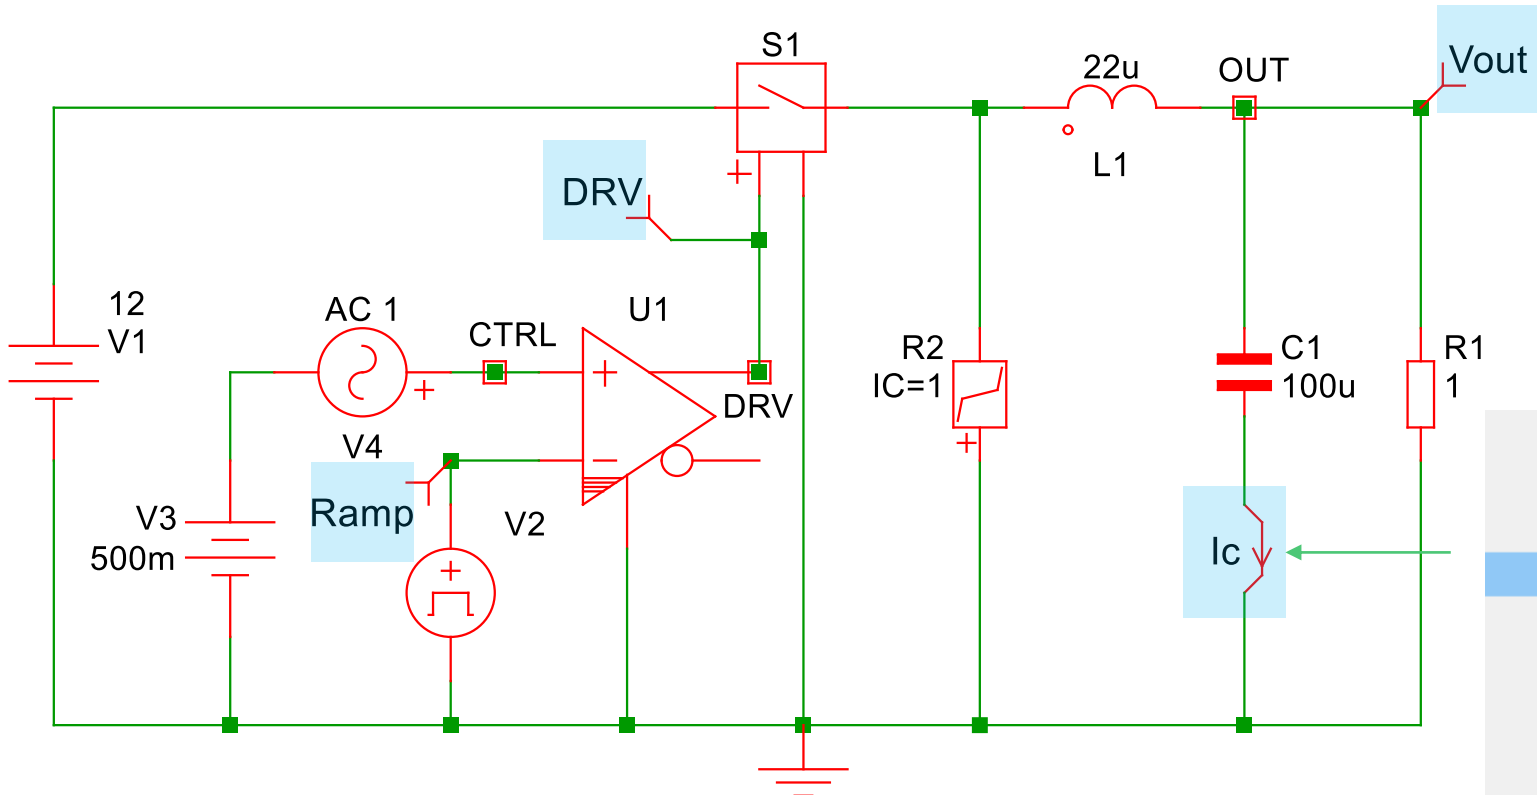 S1
22u
OUT
Vout
L1
DRV
12
V1
AC 1
CTRL
U1
V4
DRV
R2
IC=1
C1
100u
R1
1
Ramp
V2
V3
500m
Ic